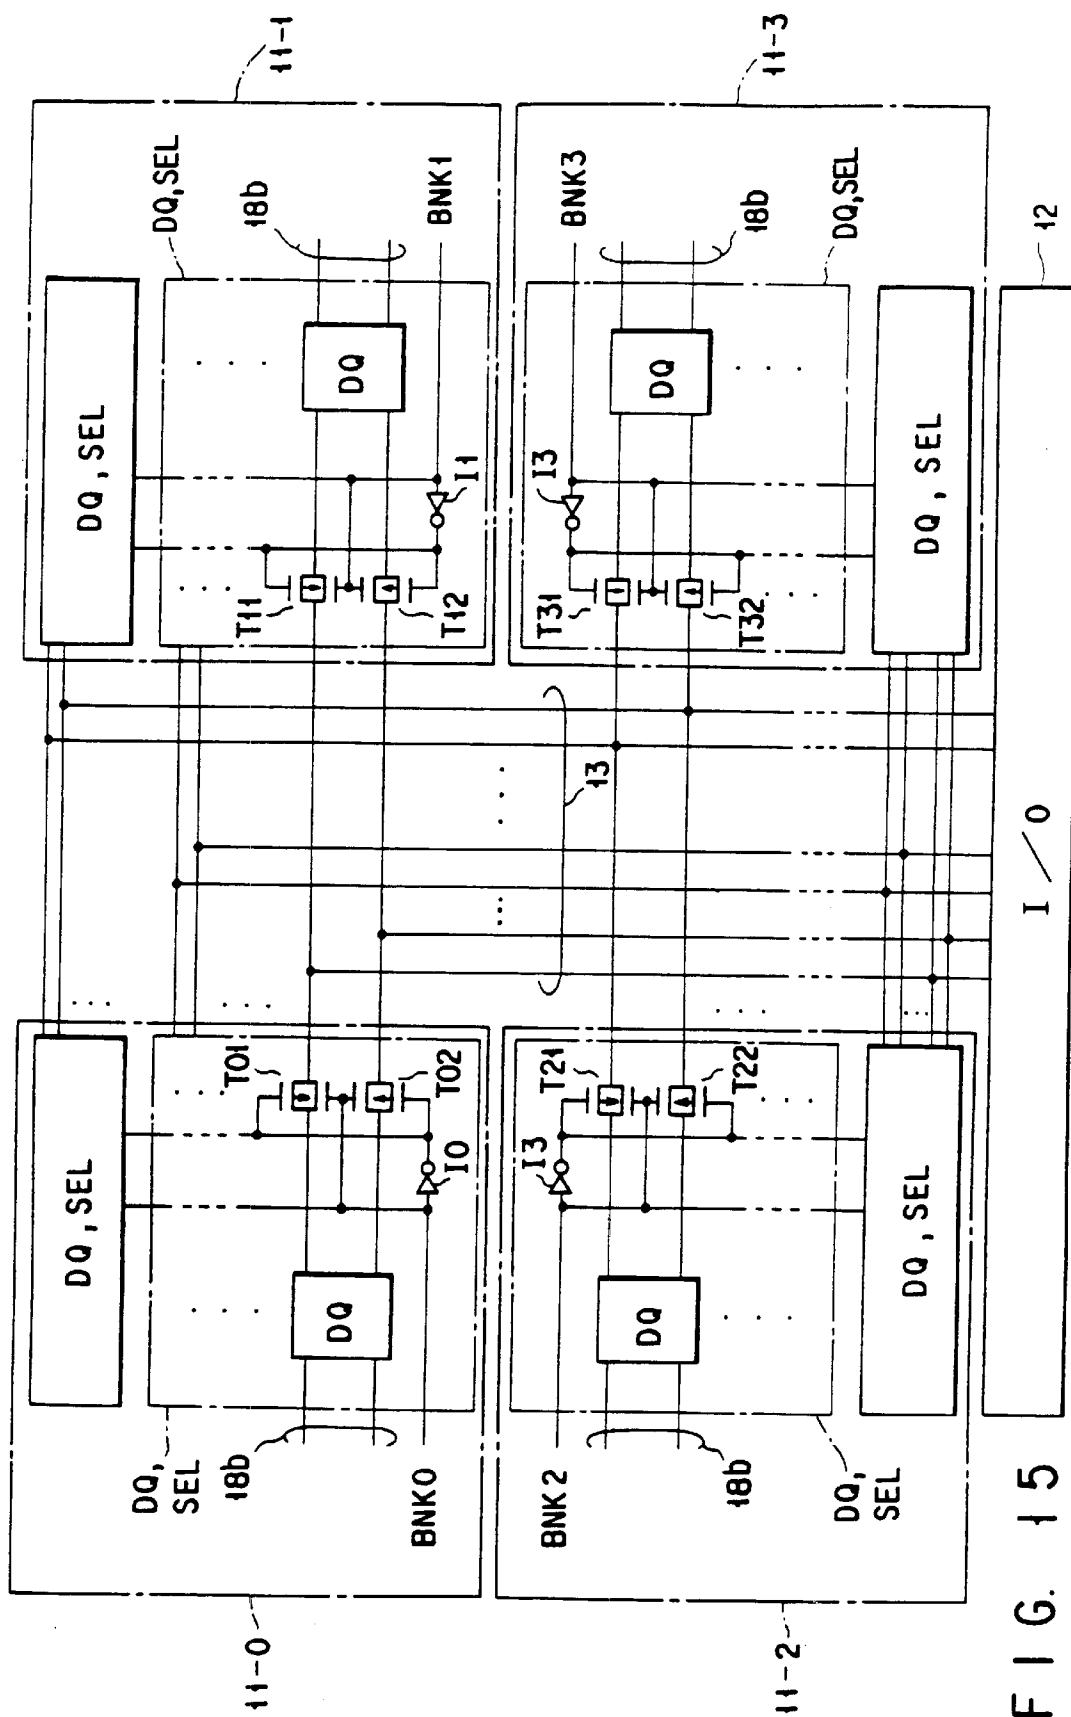 11-0
11-1
DQ, SEL
DQ, SEL
DQ,
SEL
DQ,SEL
18b
18b
T01
T11
DQ
DQ
T02
T12
I0
I1
BNK0
BNK1
13
11-2
11-3
BNK2
BNK3
I3
I3
T21
T31
18b
18b
DQ
DQ
T22
T32
DQ,
SEL
DQ,SEL
DQ, SEL
DQ, SEL
12
I/O
FIG. 15